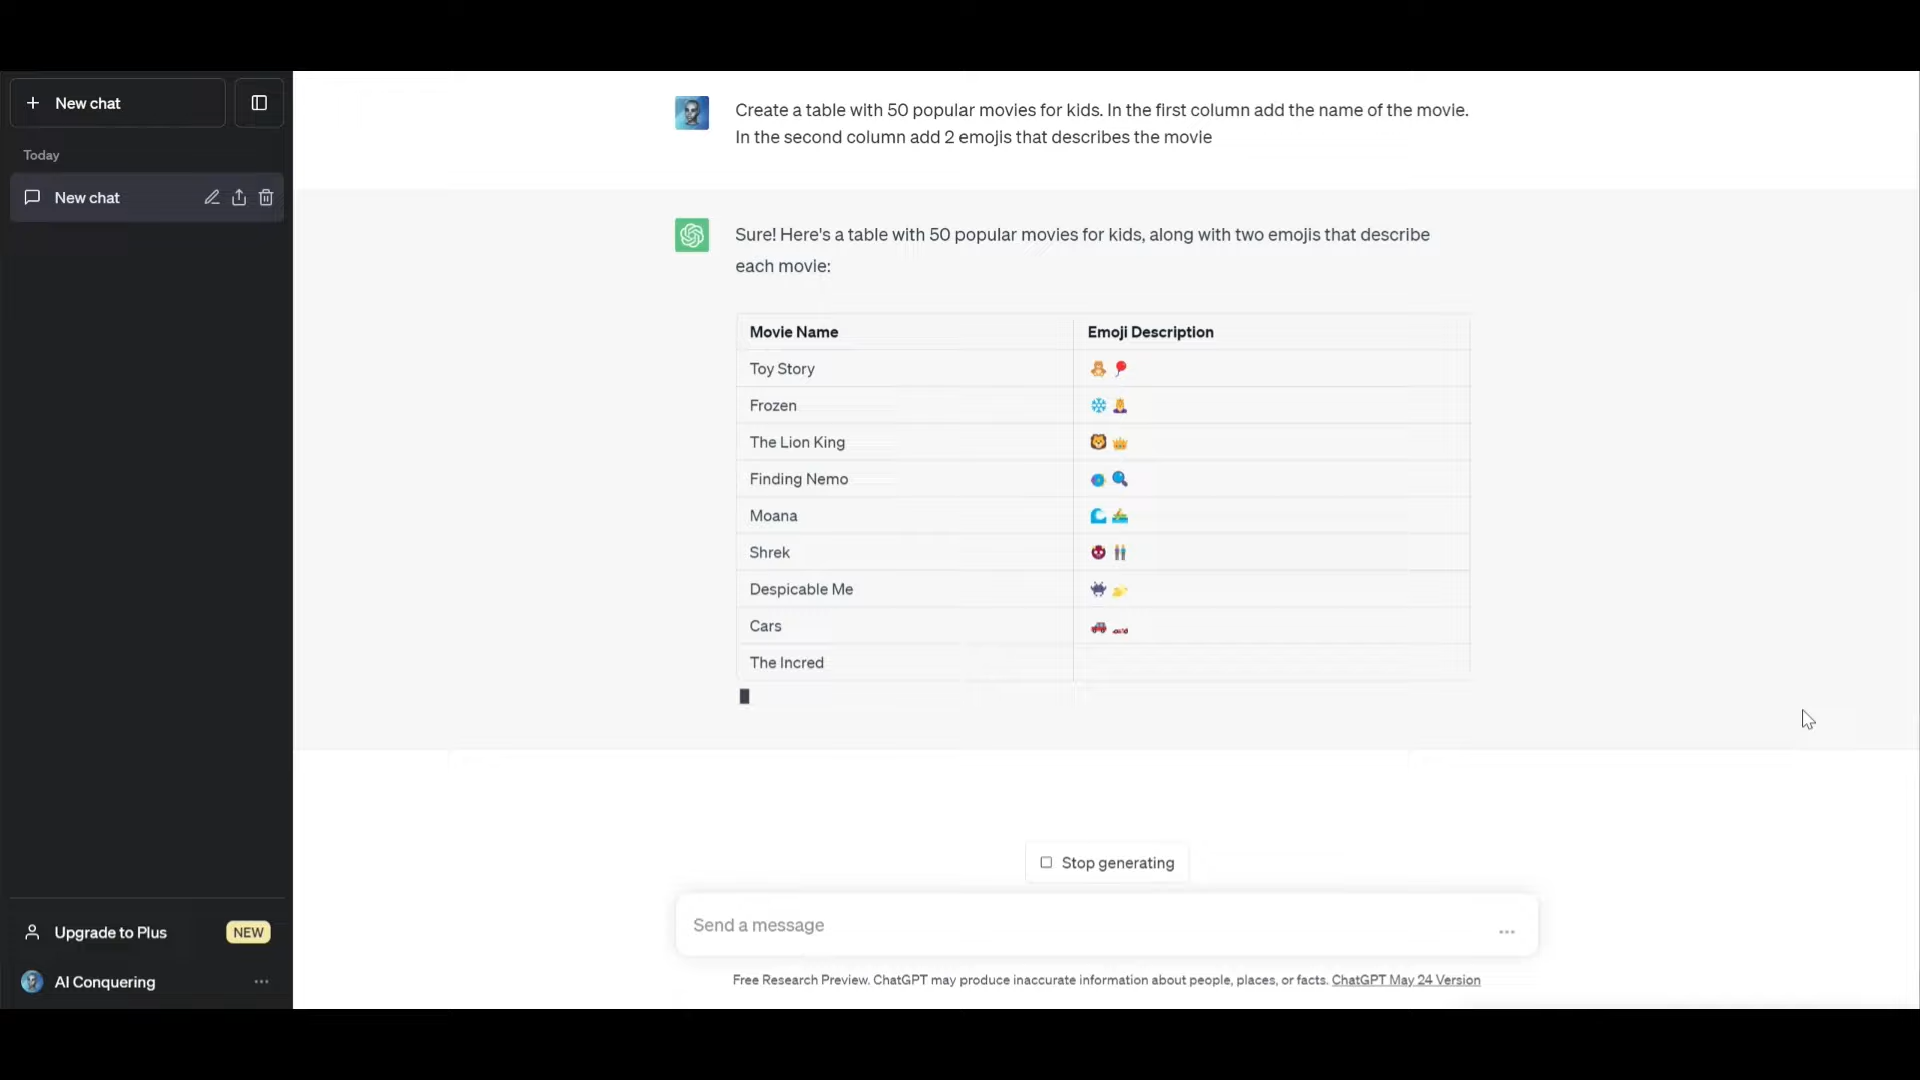 New chat
Today
New chat
Create a table with 50 popular movies for kids. In the first column add the name of the movie.
In the second column add 2 emojis that describes the movie
Sure! Here's a table with 50 popular movies for kids, along with two emojis that describe
each movie:
Movie Name Emoji Description
Toy Story
Frozen
The Lion King
Finding Nemo
Moana
Shrek
Despicable Me
Cars
The Incred
Stop generating
Send a message
Upgrade to Plus NEW
AI Conquering
Free Research Preview. ChatGPT may produce inaccurate information about people, places, or facts. ChatGPT May 24 Version